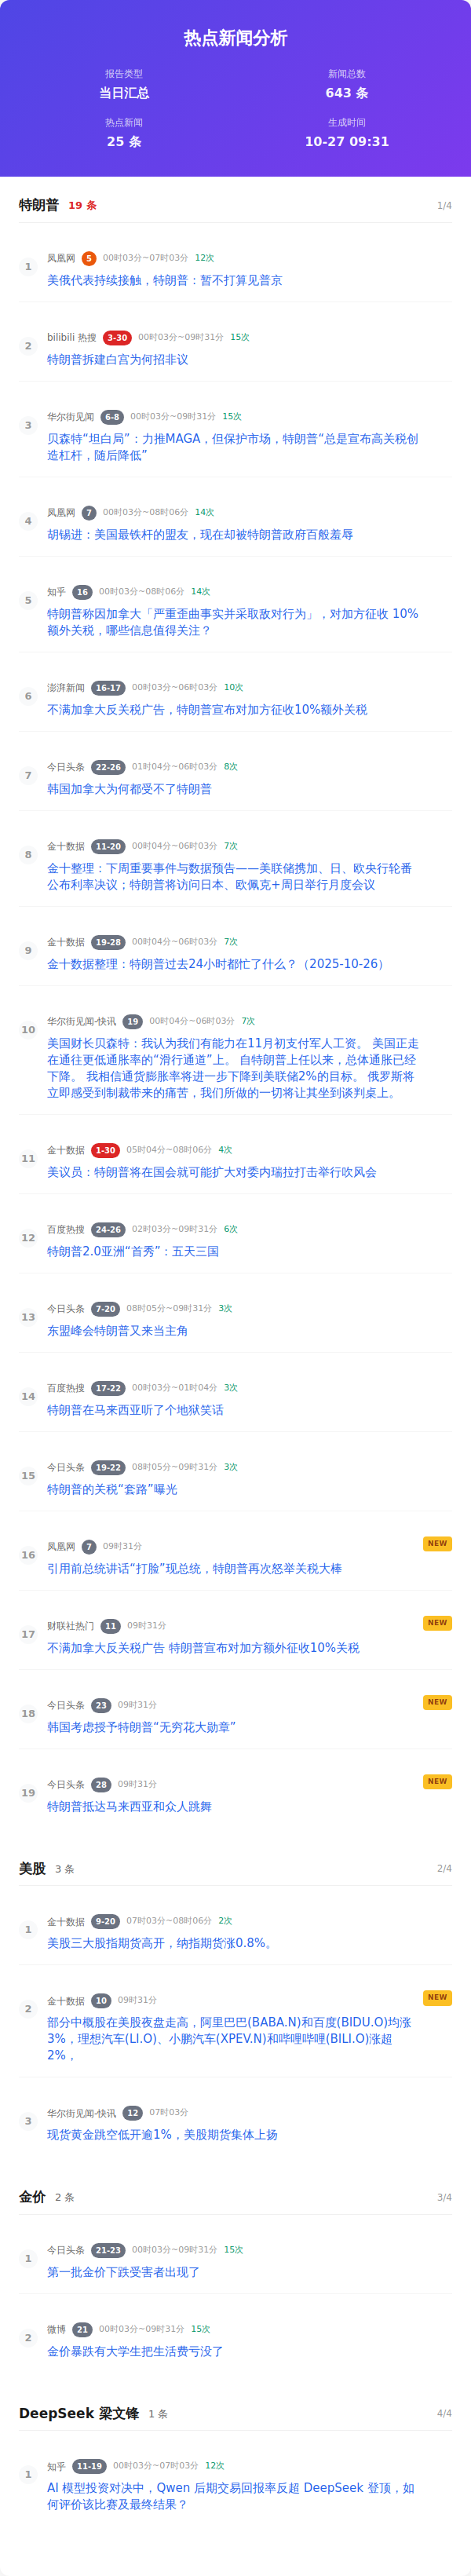 热点新闻分析
报告类型
新闻总数
当日汇总
643 条
热点新闻
生成时间
25 条
10-27 09:31
特朗普 19 条 1/4
1
凤凰网 5 00时03分~07时03分 12次
美俄代表持续接触，特朗普：暂不打算见普京
2
bilibili 热搜 3-30 00时03分~09时31分 15次
特朗普拆建白宫为何招非议
3
华尔街见闻 6-8 00时03分~09时31分 15次
贝森特“坦白局”：力推MAGA，但保护市场，特朗普“总是宣布高关税创
造杠杆，随后降低”
4
凤凰网 7 00时03分~08时06分 14次
胡锡进：美国最铁杆的盟友，现在却被特朗普政府百般羞辱
5
知乎 16 00时03分~08时06分 14次
特朗普称因加拿大「严重歪曲事实并采取敌对行为」，对加方征收 10%
额外关税，哪些信息值得关注？
6
澎湃新闻 16-17 00时03分~06时03分 10次
不满加拿大反关税广告，特朗普宣布对加方征收10%额外关税
7
今日头条 22-26 01时04分~06时03分 8次
韩国加拿大为何都受不了特朗普
8
金十数据 11-20 00时04分~06时03分 7次
金十整理：下周重要事件与数据预告——美联储携加、日、欧央行轮番
公布利率决议；特朗普将访问日本、欧佩克+周日举行月度会议
9
金十数据 19-28 00时04分~06时03分 7次
金十数据整理：特朗普过去24小时都忙了什么？（2025-10-26）
10
华尔街见闻-快讯 19 00时04分~06时03分 7次
美国财长贝森特：我认为我们有能力在11月初支付军人工资。 美国正走
在通往更低通胀率的“滑行通道”上。 自特朗普上任以来，总体通胀已经
下降。 我相信通货膨胀率将进一步下降到美联储2%的目标。 俄罗斯将
立即感受到制裁带来的痛苦，我们所做的一切将让其坐到谈判桌上。
11
金十数据 1-30 05时04分~08时06分 4次
美议员：特朗普将在国会就可能扩大对委内瑞拉打击举行吹风会
12
百度热搜 24-26 02时03分~09时31分 6次
特朗普2.0亚洲“首秀”：五天三国
13
今日头条 7-20 08时05分~09时31分 3次
东盟峰会特朗普又来当主角
14
百度热搜 17-22 00时03分~01时04分 3次
特朗普在马来西亚听了个地狱笑话
15
今日头条 19-22 08时05分~09时31分 3次
特朗普的关税“套路”曝光
16
凤凰网 7 09时31分 NEW
引用前总统讲话“打脸”现总统，特朗普再次怒举关税大棒
17
财联社热门 11 09时31分 NEW
不满加拿大反关税广告 特朗普宣布对加方额外征收10%关税
18
今日头条 23 09时31分 NEW
韩国考虑授予特朗普“无穷花大勋章”
19
今日头条 28 09时31分 NEW
特朗普抵达马来西亚和众人跳舞
美股 3 条 2/4
1
金十数据 9-20 07时03分~08时06分 2次
美股三大股指期货高开，纳指期货涨0.8%。
2
金十数据 10 09时31分 NEW
部分中概股在美股夜盘走高，阿里巴巴(BABA.N)和百度(BIDU.O)均涨
3%，理想汽车(LI.O)、小鹏汽车(XPEV.N)和哔哩哔哩(BILI.O)涨超
2%，
3
华尔街见闻-快讯 12 07时03分
现货黄金跳空低开逾1%，美股期货集体上扬
金价 2 条 3/4
1
今日头条 21-23 00时03分~09时31分 15次
第一批金价下跌受害者出现了
2
微博 21 00时03分~09时31分 15次
金价暴跌有大学生把生活费亏没了
DeepSeek 梁文锋 1 条 4/4
1
知乎 11-19 00时03分~07时03分 12次
AI 模型投资对决中，Qwen 后期交易回报率反超 DeepSeek 登顶，如
何评价该比赛及最终结果？